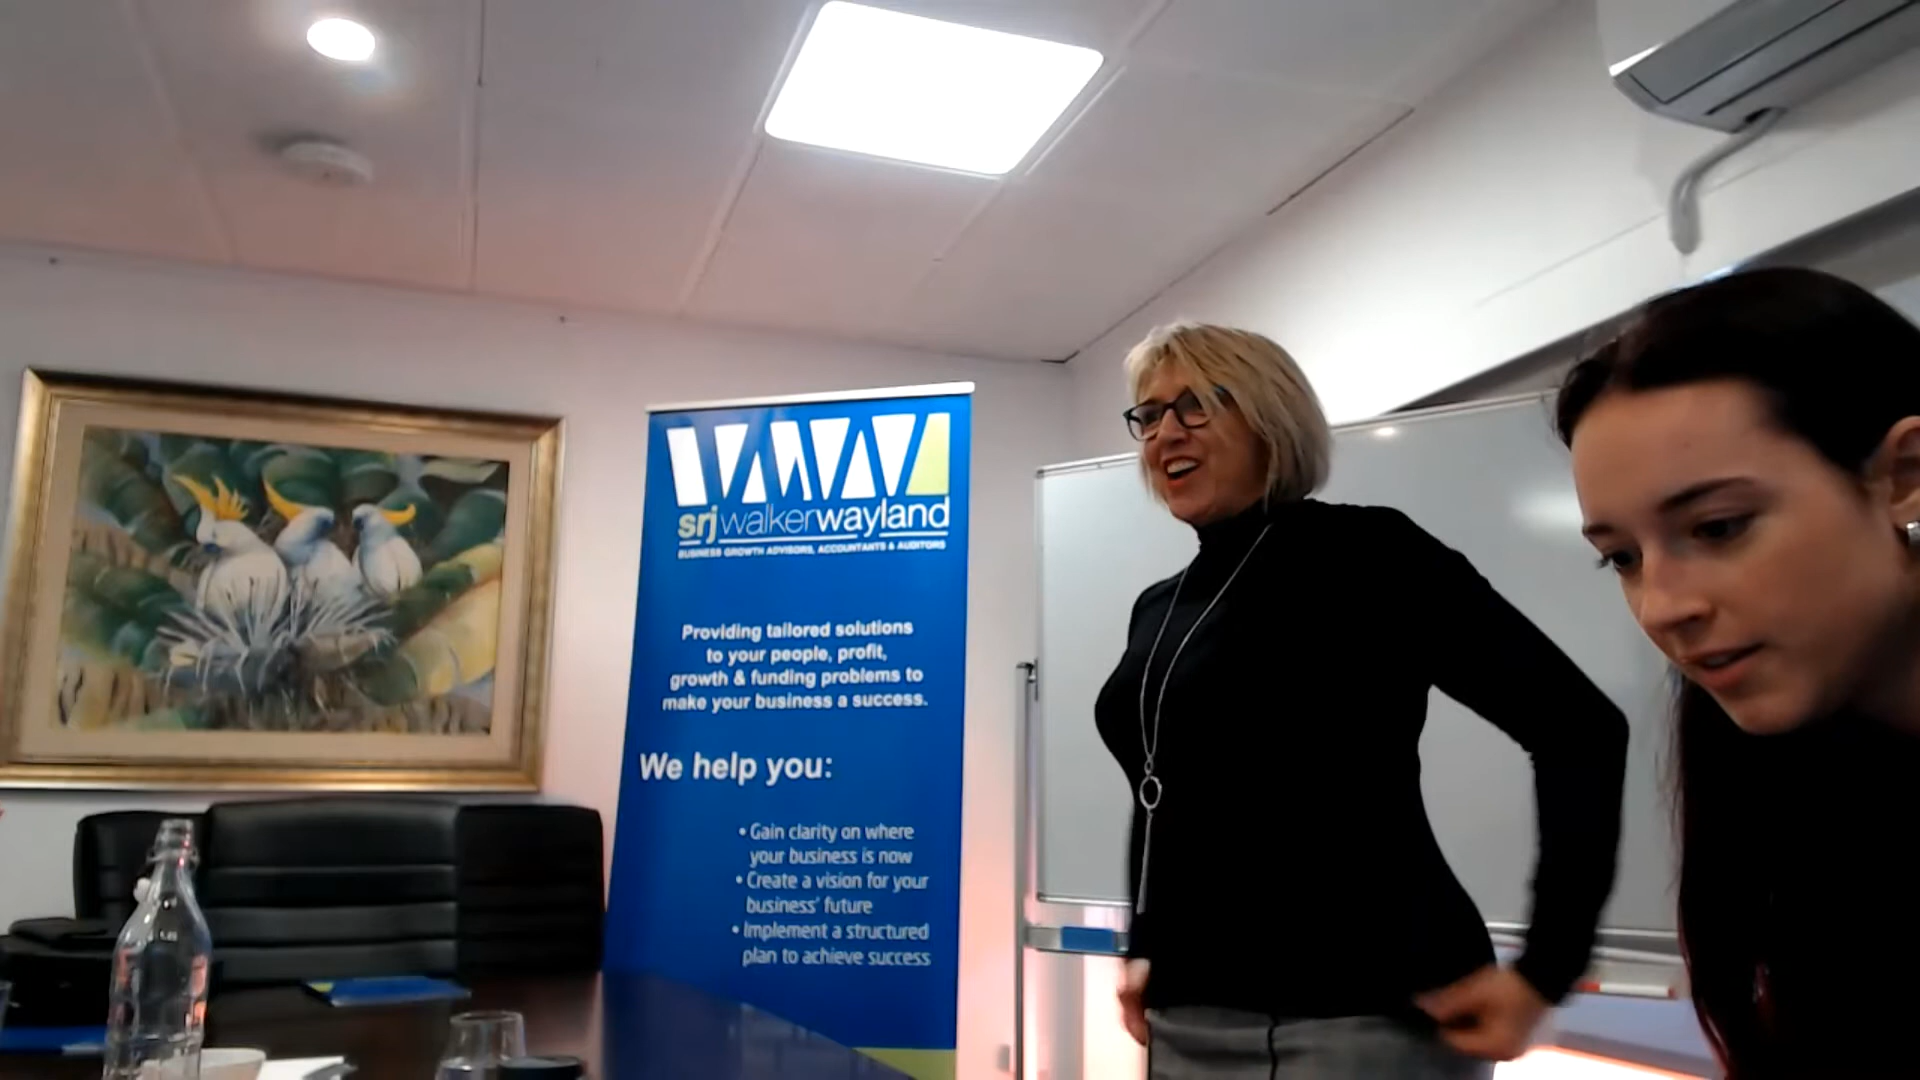 srjwalkerwayland
BUSINESS GROWTH ADVISORS, ACCOUNTANTS & AUDITORS
Providing tailored solutions
to your people, profit,
growth & funding problems to
make your business a success.
We help you:
• Gain clarity on where
your business is now
• Create a vision for your
business' future
• Implement a structured
plan to achieve success